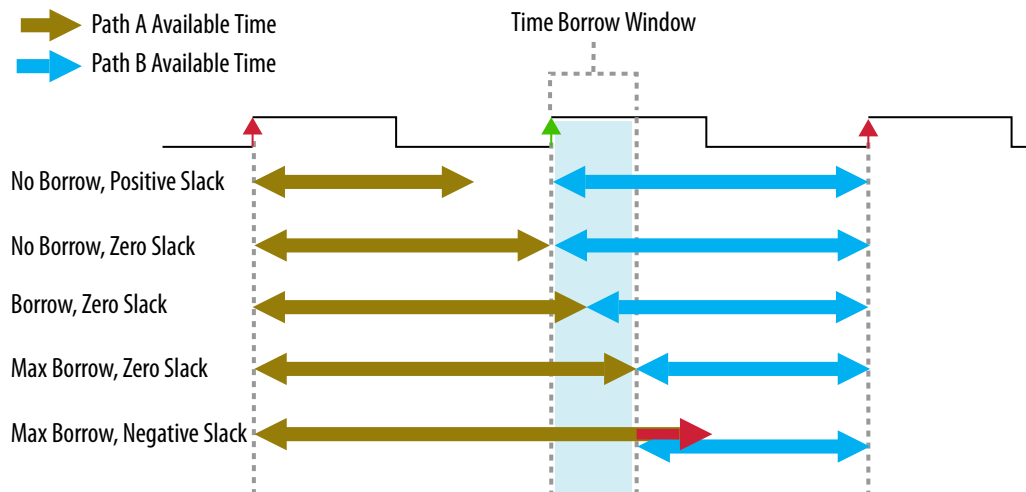 Path A Available Time
Path B Available Time
Time Borrow Window
No Borrow, Positive Slack
No Borrow, Zero Slack
Borrow, Zero Slack
Max Borrow, Zero Slack
Max Borrow, Negative Slack